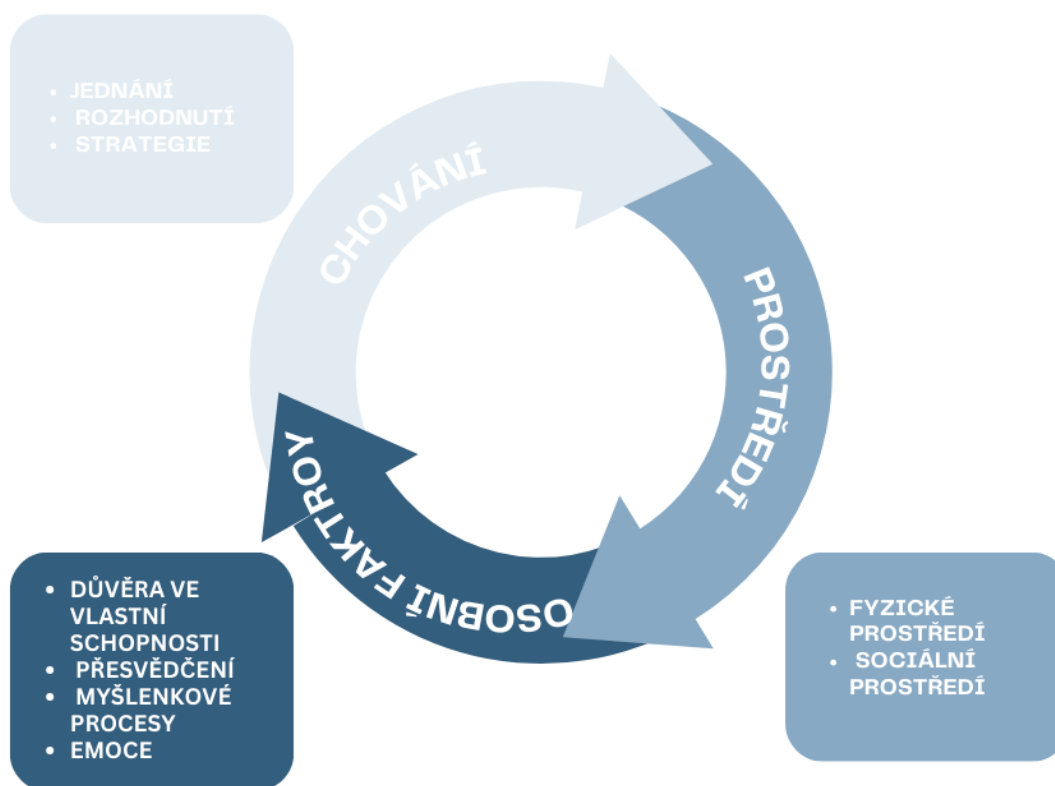 • JEDNÁNÍ
• ROZHODNUTÍ
• STRATEGIE
CHOVÁNÍ
PROSTŘEDÍ
OSOBNÍ FAKTROY
• DŮVĚRA VE
VLASTNÍ
SCHOPNOSTI
• PŘESVĚDČENÍ
• MYŠLENKOVÉ
PROCESY
• EMOCE
• FYZICKÉ
PROSTŘEDÍ
• SOCIÁLNÍ
PROSTŘEDÍ